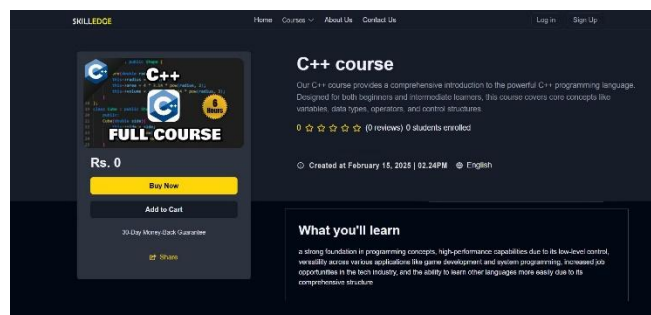 SKILLEDGE Home Courses About Us Contact Us Log in Sign Up
C++
FULL COURSE
6 Hours
Rs. 0
Buy Now
Add to Cart
30-Day Money-Back Guarantee
Share
C++ course
Our C++ course provides a comprehensive introduction to the powerful C++ programming language.
Designed for both beginners and intermediate learners, this course covers core concepts like
variables, data types, operators, and control structures.
0 (0 reviews) 0 students enrolled
Created at February 15, 2025 | 02.24PM English
What you'll learn
a strong foundation in programming concepts, high-performance capabilities due to its low-level control,
versatility across various applications like game development and system programming, increased job
opportunities in the tech industry, and the ability to learn other languages more easily due to its
comprehensive structure